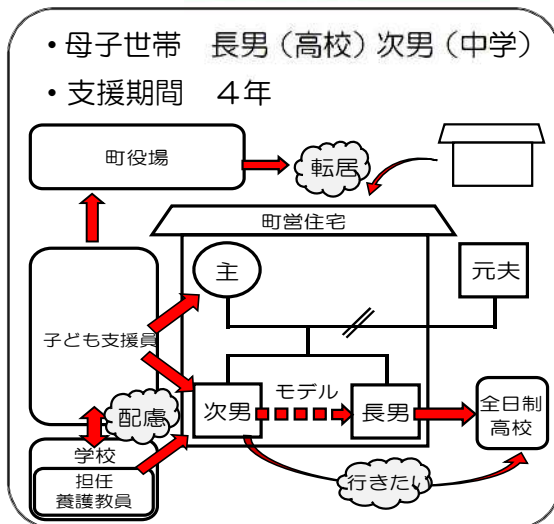 ・母子世帯　長男（高校）次男（中学）
・支援期間　４年
町役場
転居
町営住宅
主
元夫
子ども支援員
配慮
次男
モデル
長男
全日制
高校
学校
担任
養護教員
行きたい